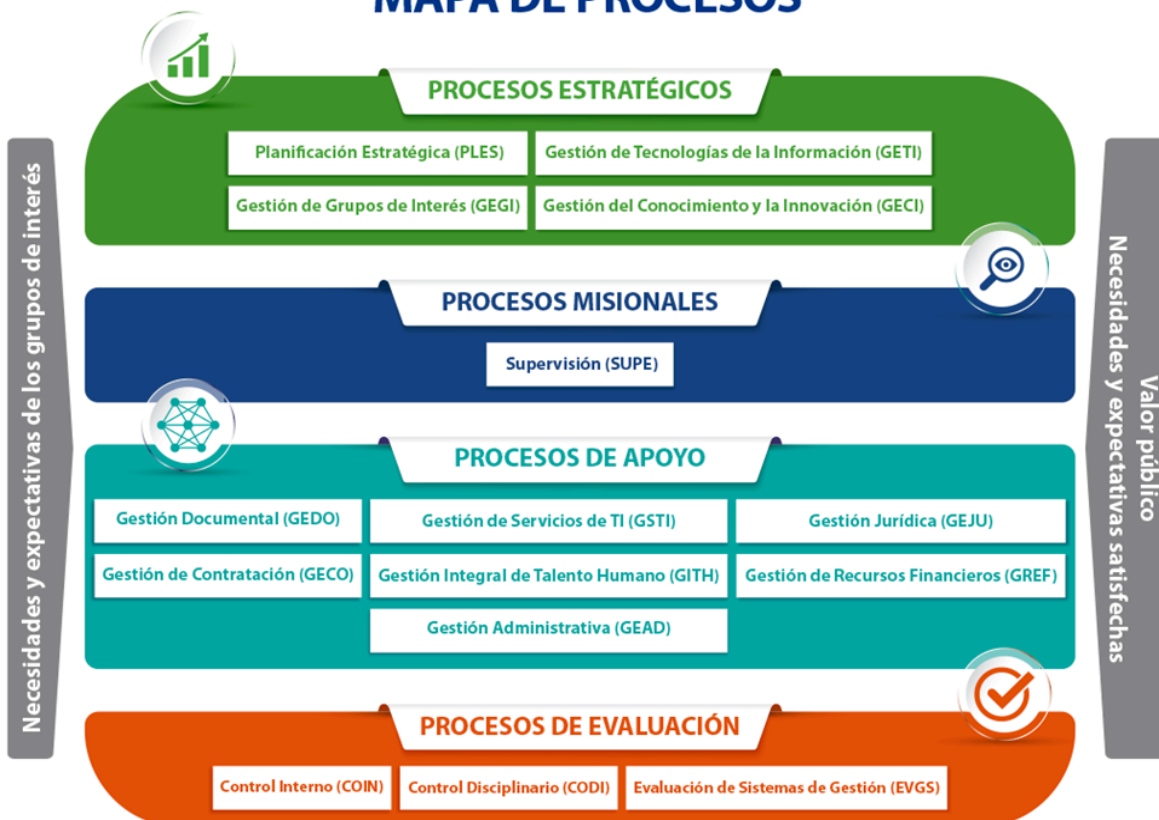 MAPA DE PROCESOS
PROCESOS ESTRATÉGICOS
Planificación Estratégica (PLES)
Gestión de Tecnologías de la Información (GETI)
Gestión de Grupos de Interés (GEGI)
Gestión del Conocimiento y la Innovación (GECI)
PROCESOS MISIONALES
Supervisión (SUPE)
PROCESOS DE APOYO
Gestión Documental (GEDO)
Gestión de Servicios de TI (GSTI)
Gestión Jurídica (GEJU)
Gestión de Contratación (GECO)
Gestión Integral de Talento Humano (GITH)
Gestión de Recursos Financieros (GREF)
Gestión Administrativa (GEAD)
PROCESOS DE EVALUACIÓN
Control Interno (COIN)
Control Disciplinario (CODI)
Evaluación de Sistemas de Gestión (EVGS)
Necesidades y expectativas de los grupos de interés
Valor público
Necesidades y expectativas satisfechas